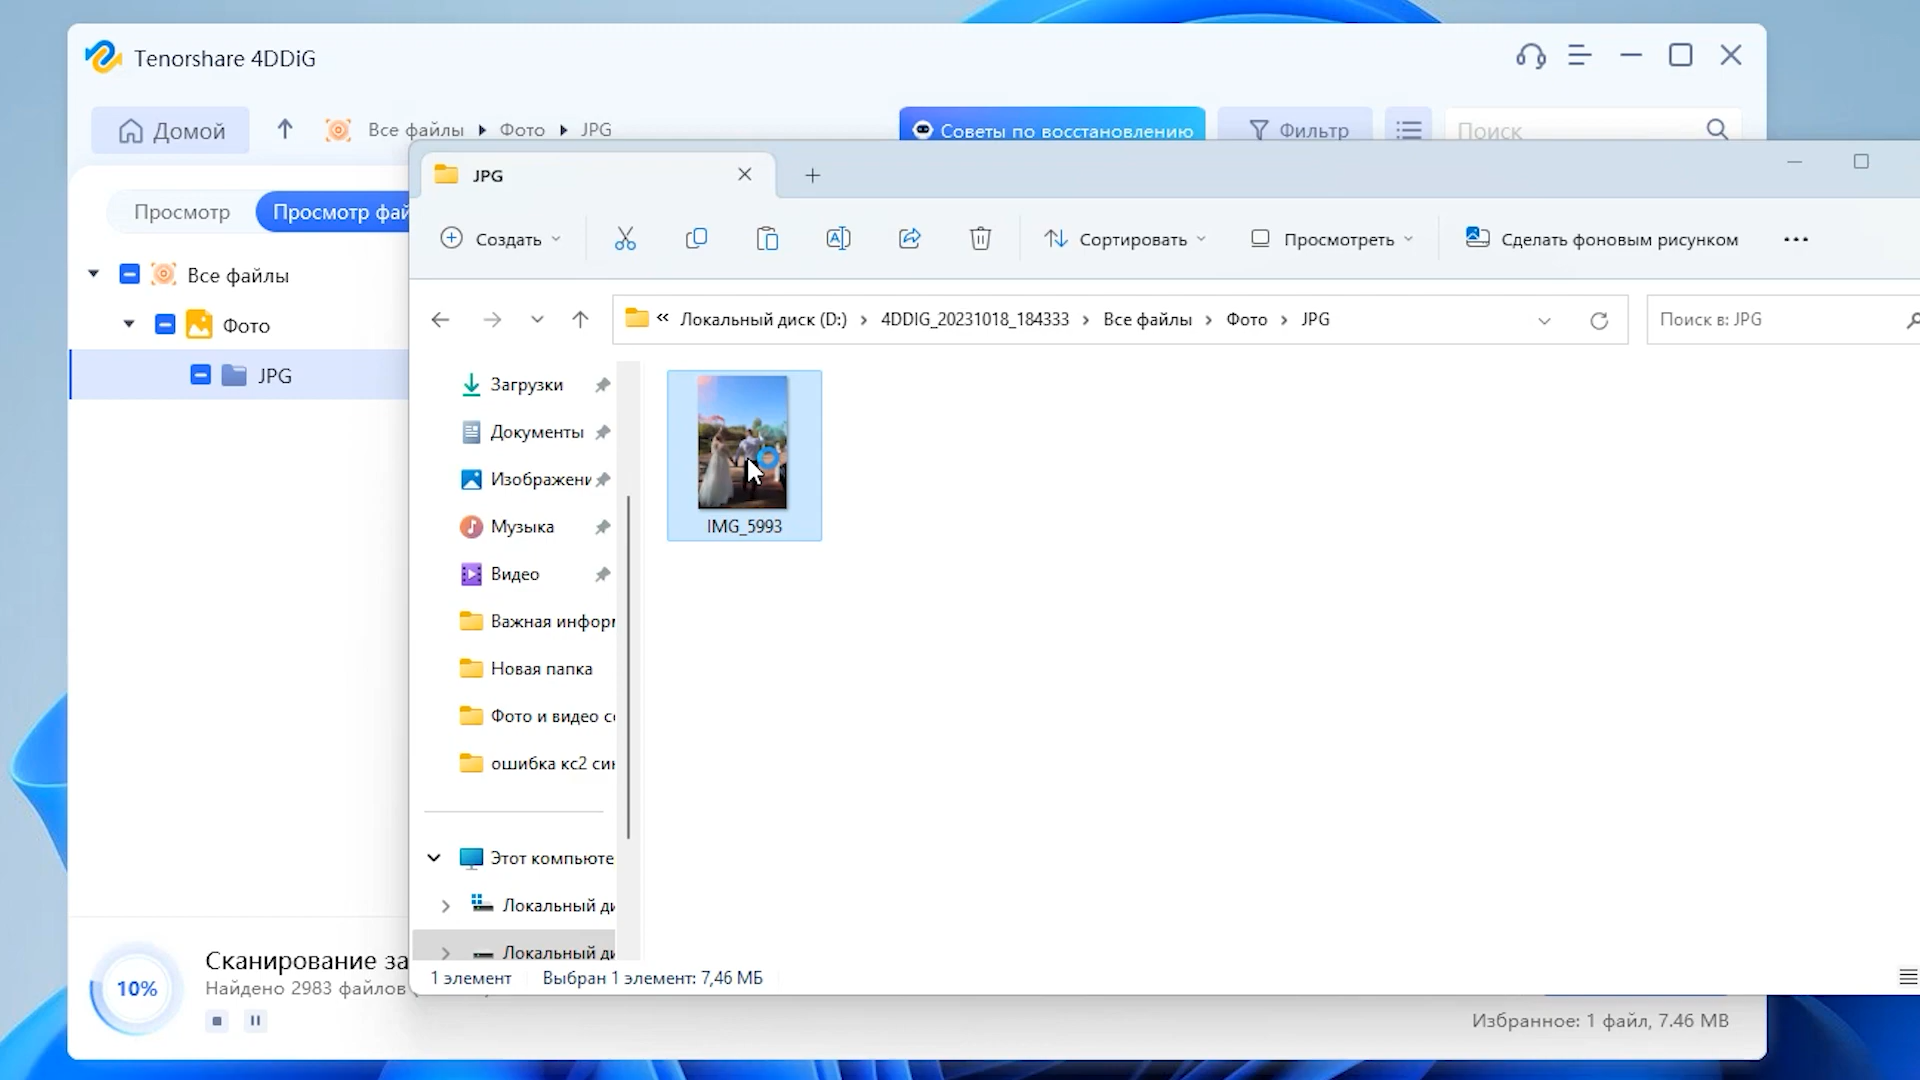 Tenorshare 4DDiG
Домой
Все файлы
Фото
JPG
Советы по восстановлению
Фильтр
Поиск
JPG
Просмотр
Просмотр фай
Создать
Сортировать
Просмотреть
Сделать фоновым рисунком
Все файлы
Фото
JPG
« Локальный диск (D:) › 4DDIG_20231018_184333 › Все файлы › Фото › JPG
Поиск в: JPG
Загрузки
Документы
Изображени
Музыка
Видео
Важная инфор
Новая папка
Фото и видео с
ошибка кс2 си
Этот компьюте
Локальный ди
Локальный ди
IMG_5993
1 элемент
Выбран 1 элемент: 7,46 МБ
10%
Сканирование за
Найдено 2983 файлов
Избранное: 1 файл, 7.46 MB